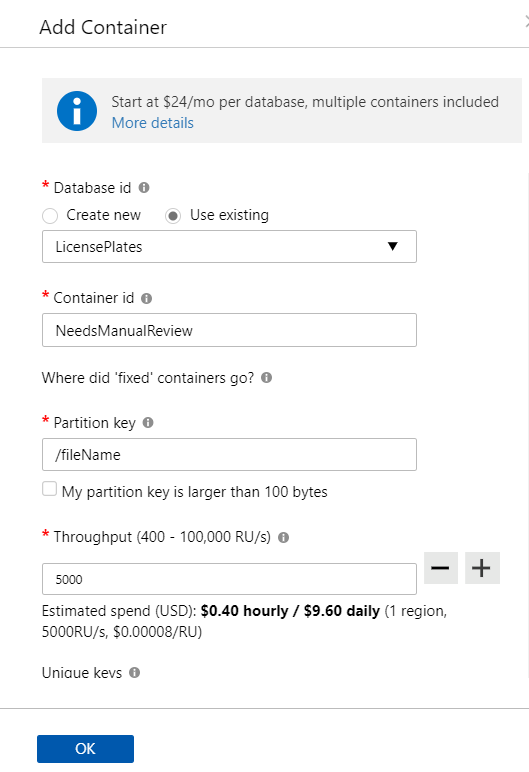 Add Container
Start at $24/mo per database, multiple containers included
More details
* Database id
Create new Use existing
LicensePlates
* Container id
NeedsManualReview
Where did 'fixed' containers go?
* Partition key
/fileName
My partition key is larger than 100 bytes
* Throughput (400 - 100,000 RU/s)
5000
Estimated spend (USD): $0.40 hourly / $9.60 daily (1 region,
5000RU/s, $0.00008/RU)
Unique keys
OK